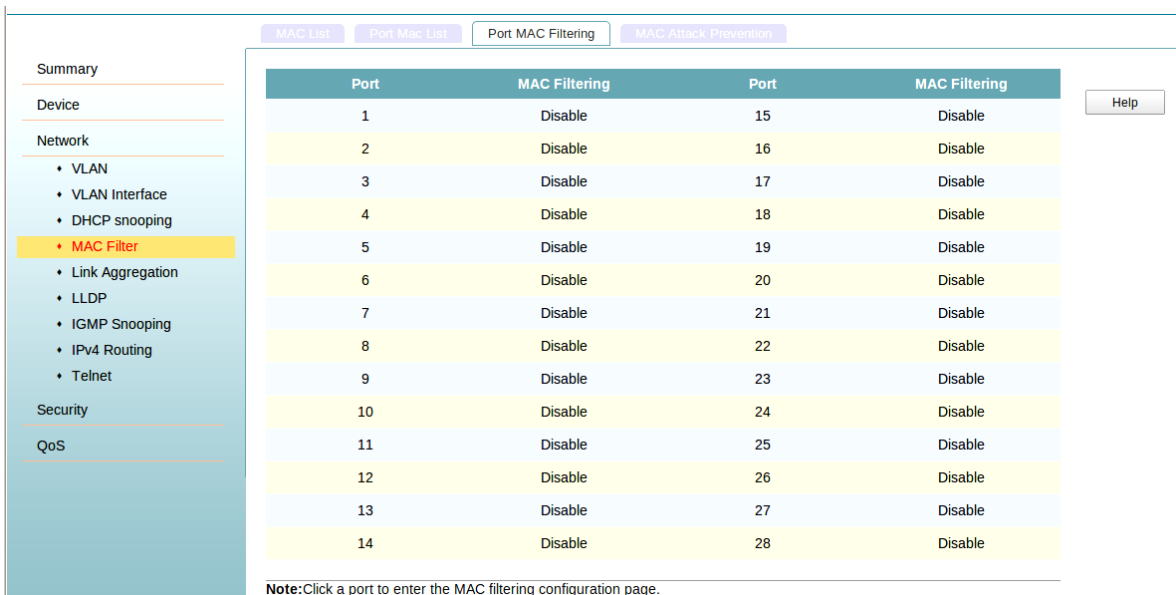 MAC List Port Mac List Port MAC Filtering MAC Attack Prevention
Summary
Device
Network
VLAN
VLAN Interface
DHCP snooping
MAC Filter
Link Aggregation
LLDP
IGMP Snooping
IPv4 Routing
Telnet
Security
QoS
Port MAC Filtering Port MAC Filtering
1 Disable 15 Disable
2 Disable 16 Disable
3 Disable 17 Disable
4 Disable 18 Disable
5 Disable 19 Disable
6 Disable 20 Disable
7 Disable 21 Disable
8 Disable 22 Disable
9 Disable 23 Disable
10 Disable 24 Disable
11 Disable 25 Disable
12 Disable 26 Disable
13 Disable 27 Disable
14 Disable 28 Disable
Note:Click a port to enter the MAC filtering configuration page.
Help